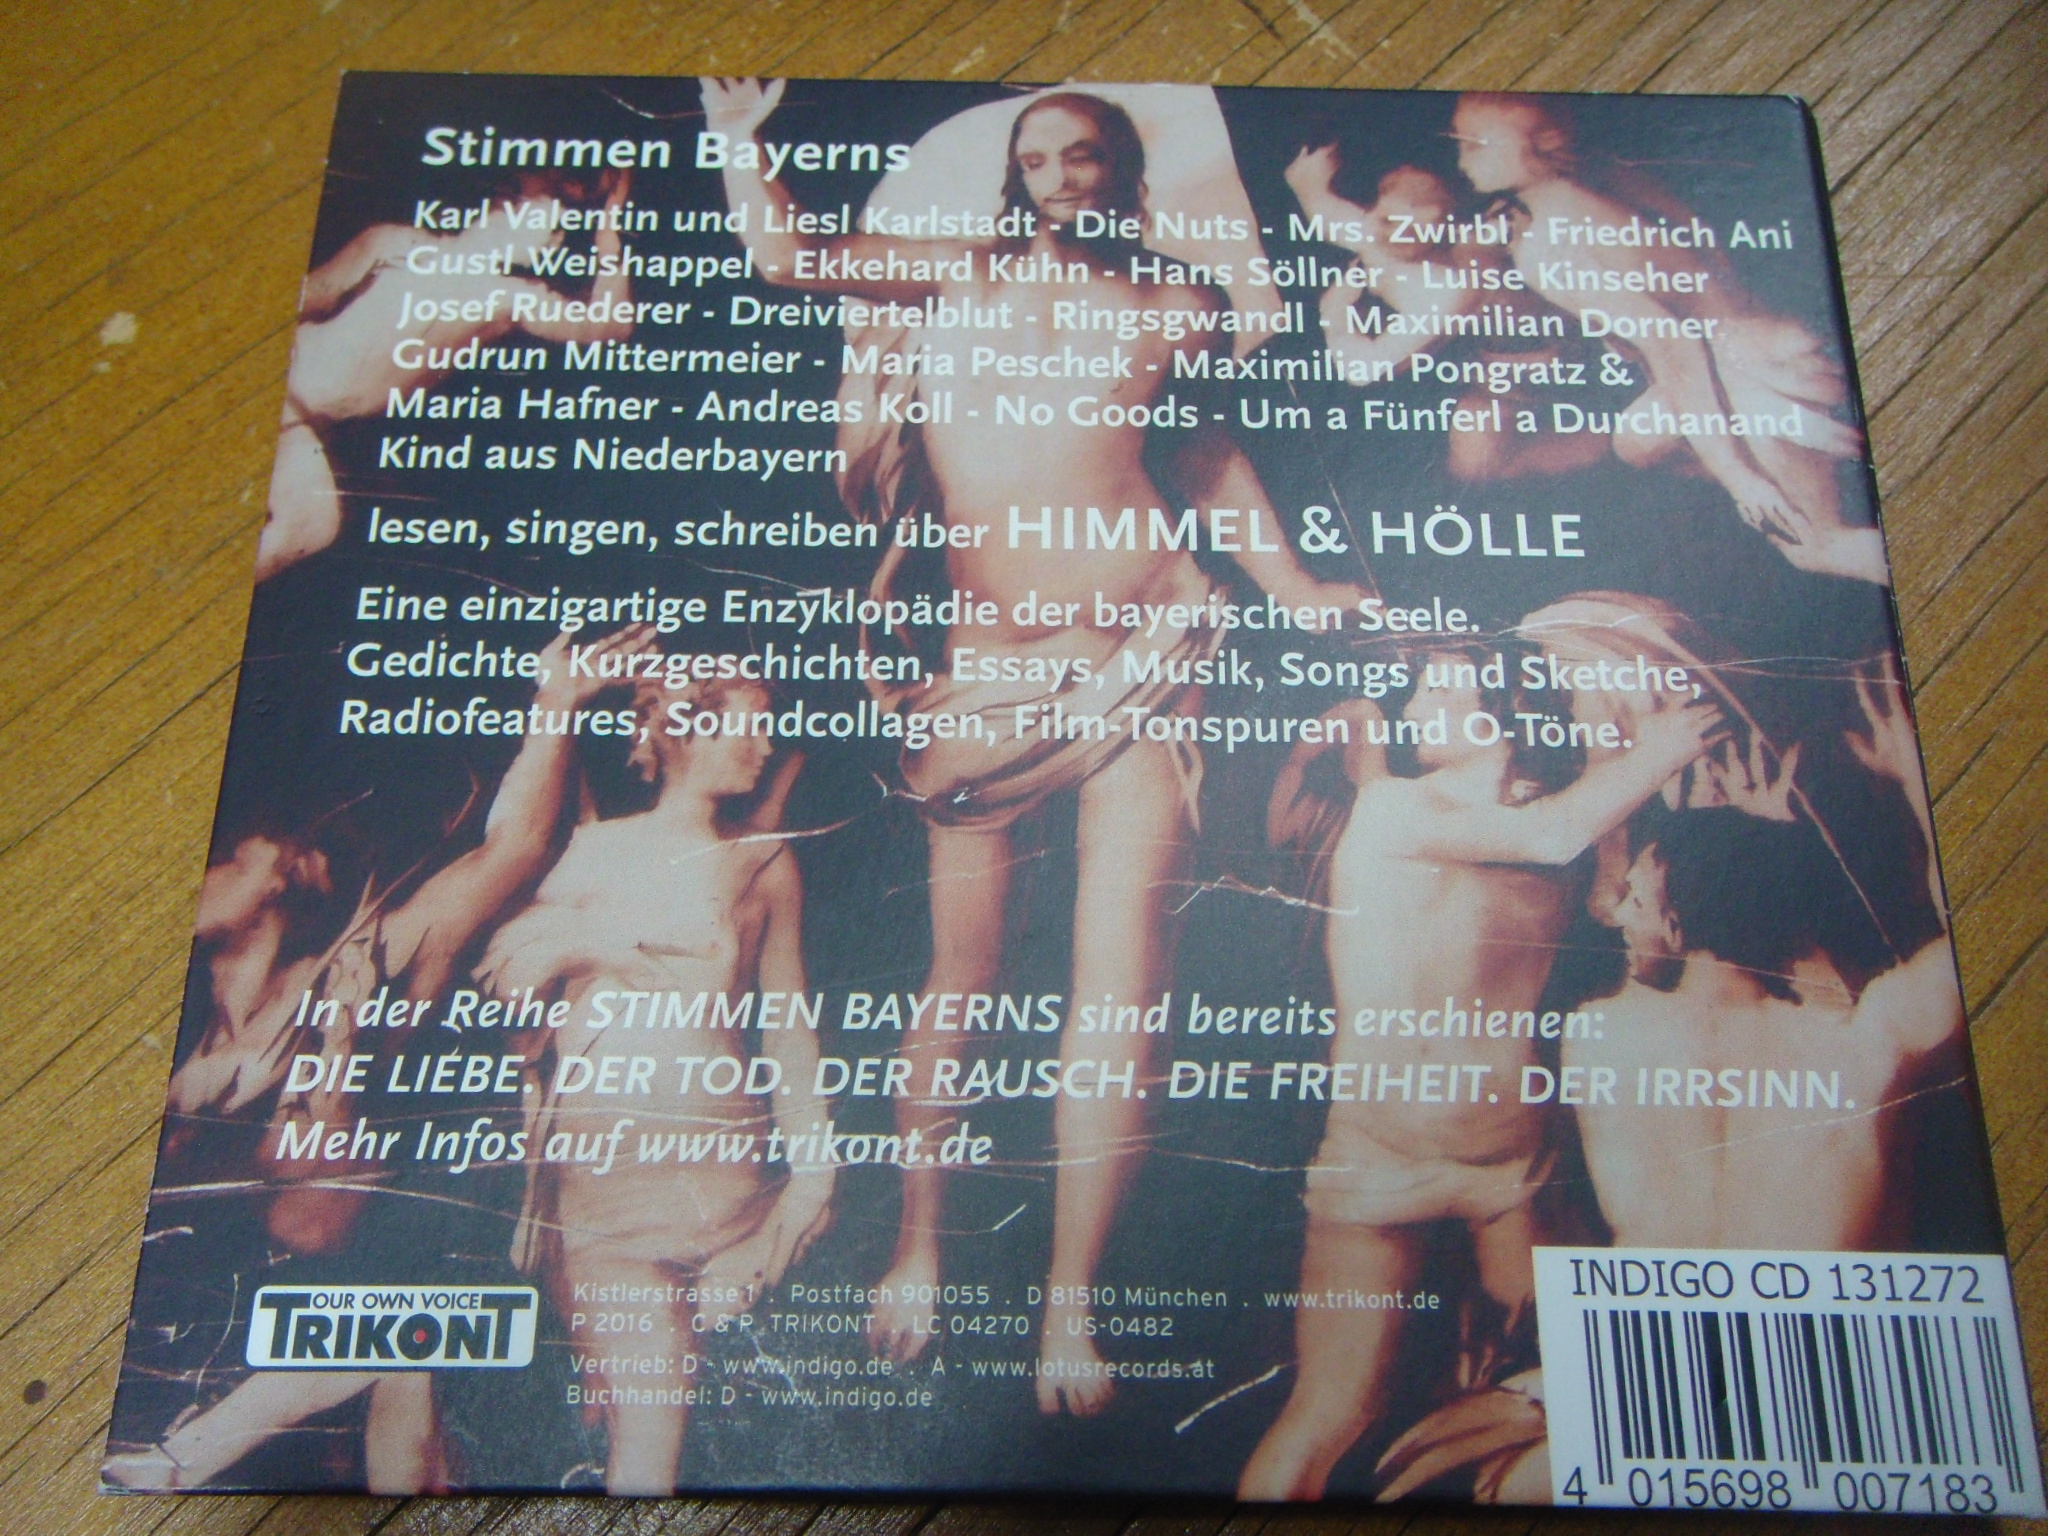 Stimmen Bayerns
Karl Valentin und Liesl Karlstadt - Die Nuts - Mrs. Zwirbl - Friedrich Ani
Gustl Weishappel - Ekkehard Kühn - Hans Söllner - Luise Kinseher
Josef Ruederer - Dreiviertelblut - Ringsgwandl - Maximilian Dorner
Gudrun Mittermeier - Maria Peschek - Maximilian Pongratz &
Maria Hafner - Andreas Koll - No Goods - Um a Fünferl a Durchanand
Kind aus Niederbayern
lesen, singen, schreiben über HIMMEL & HÖLLE
Eine einzigartige Enzyklopädie der bayerischen Seele.
Gedichte, Kurzgeschichten, Essays, Musik, Songs und Sketche,
Radiofeatures, Soundcollagen, Film-Tonspuren und O-Töne.
In der Reihe STIMMEN BAYERNS sind bereits erschienen:
DIE LIEBE. DER TOD. DER RAUSCH. DIE FREIHEIT. DER IRRSINN.
Mehr Infos auf www.trikont.de
OUR OWN VOICE
TRIKONT
Kistlerstrasse 1 . Postfach 901055 . D 81510 München . www.trikont.de
P 2016 . C & P TRIKONT . LC 04270 . US-0482
Vertrieb: D - www.indigo.de . A - www.lotusrecords.at
Buchhandel: D - www.indigo.de
INDIGO CD 131272
4 015698 007183